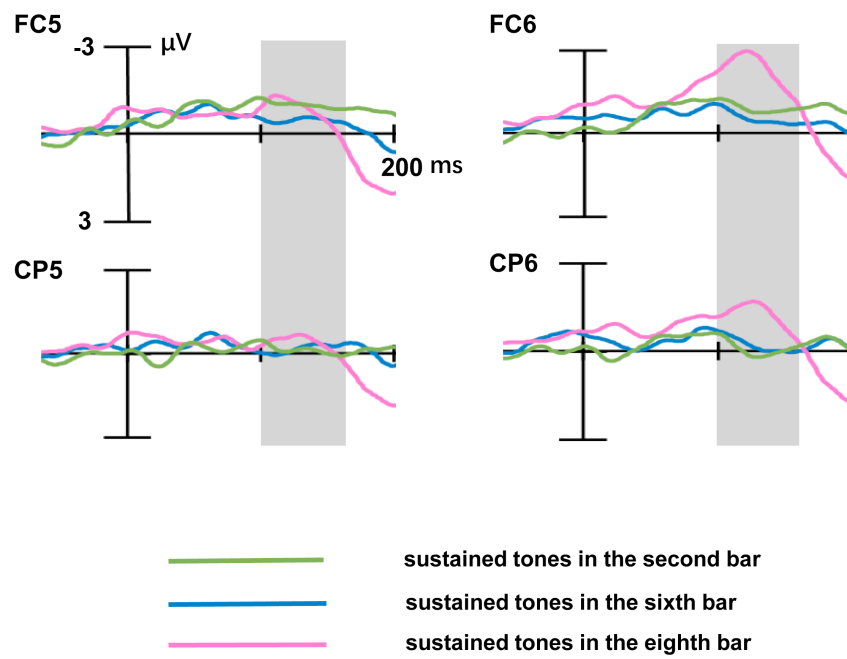 FC5
FC6
-3
μV
200 ms
3
CP5
CP6
sustained tones in the second bar
sustained tones in the sixth bar
sustained tones in the eighth bar